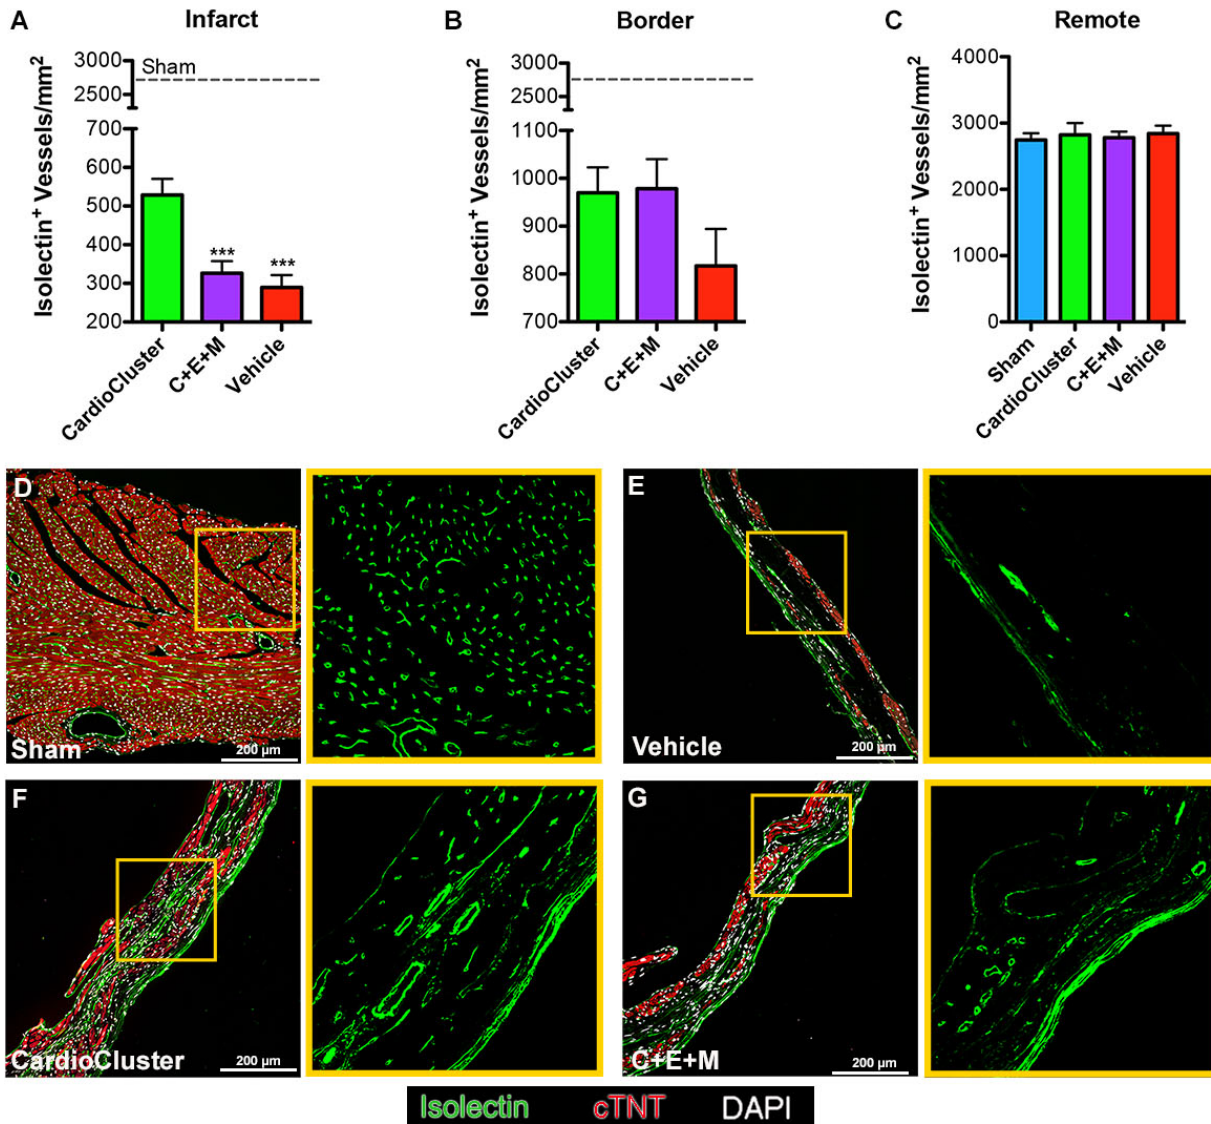 A Infarct
Isolectin⁺ Vessels/mm²
3000
2500
700
600
500
400
300
200
Sham
***
***
CardioCluster
C+E+M
Vehicle
B Border
Isolectin⁺ Vessels/mm²
3000
2500
1100
1000
900
800
700
CardioCluster
C+E+M
Vehicle
C Remote
Isolectin⁺ Vessels/mm²
4000
3000
2000
1000
0
Sham
CardioCluster
C+E+M
Vehicle
D
Sham
200 µm
E
Vehicle
200 µm
F
CardioCluster
200 µm
G
C+E+M
200 µm
Isolectin cTNT DAPI